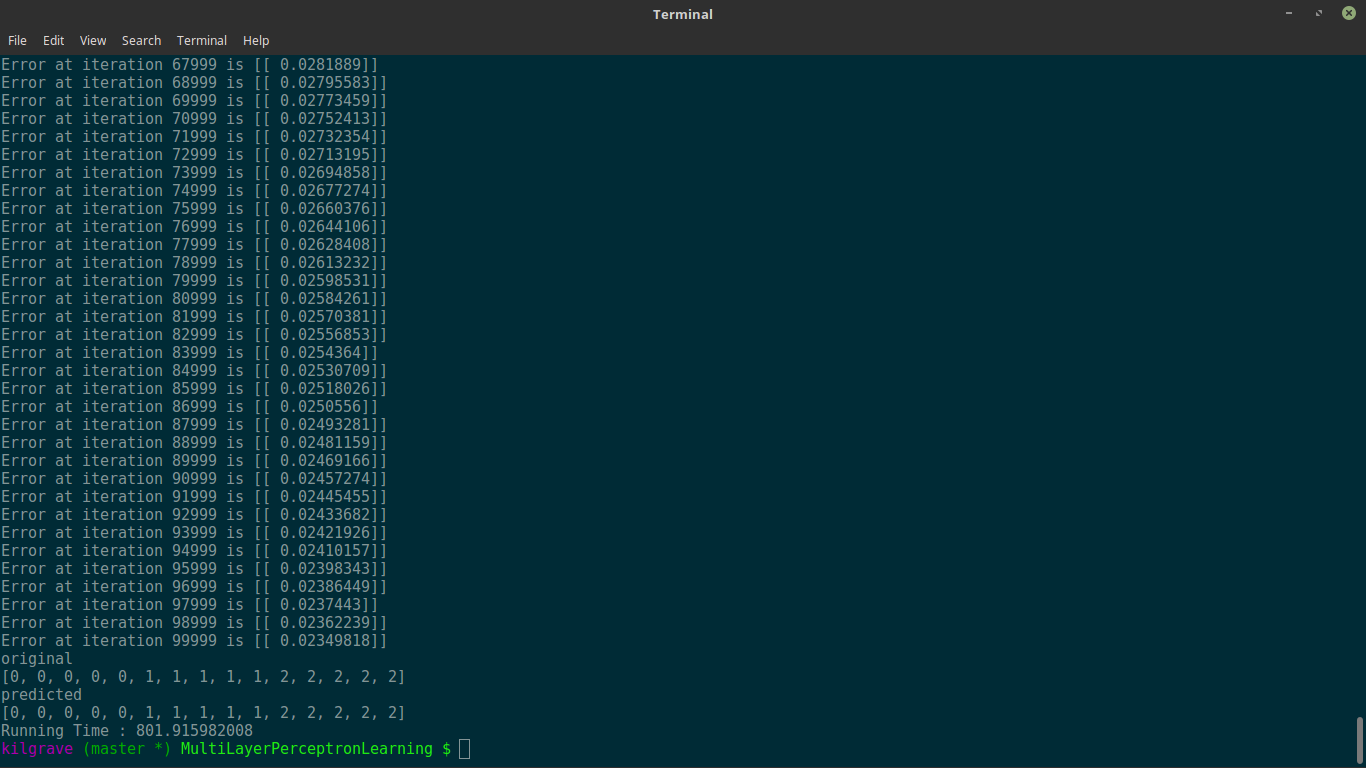 Terminal
File Edit View Search Terminal Help
Error at iteration 67999 is [[ 0.0281889]]
Error at iteration 68999 is [[ 0.02795583]]
Error at iteration 69999 is [[ 0.02773459]]
Error at iteration 70999 is [[ 0.02752413]]
Error at iteration 71999 is [[ 0.02732354]]
Error at iteration 72999 is [[ 0.02713195]]
Error at iteration 73999 is [[ 0.02694858]]
Error at iteration 74999 is [[ 0.02677274]]
Error at iteration 75999 is [[ 0.02660376]]
Error at iteration 76999 is [[ 0.02644106]]
Error at iteration 77999 is [[ 0.02628408]]
Error at iteration 78999 is [[ 0.02613232]]
Error at iteration 79999 is [[ 0.02598531]]
Error at iteration 80999 is [[ 0.02584261]]
Error at iteration 81999 is [[ 0.02570381]]
Error at iteration 82999 is [[ 0.02556853]]
Error at iteration 83999 is [[ 0.0254364]]
Error at iteration 84999 is [[ 0.02530709]]
Error at iteration 85999 is [[ 0.02518026]]
Error at iteration 86999 is [[ 0.0250556]]
Error at iteration 87999 is [[ 0.02493281]]
Error at iteration 88999 is [[ 0.02481159]]
Error at iteration 89999 is [[ 0.02469166]]
Error at iteration 90999 is [[ 0.02457274]]
Error at iteration 91999 is [[ 0.02445455]]
Error at iteration 92999 is [[ 0.02433682]]
Error at iteration 93999 is [[ 0.02421926]]
Error at iteration 94999 is [[ 0.02410157]]
Error at iteration 95999 is [[ 0.02398343]]
Error at iteration 96999 is [[ 0.02386449]]
Error at iteration 97999 is [[ 0.0237443]]
Error at iteration 98999 is [[ 0.02362239]]
Error at iteration 99999 is [[ 0.02349818]]
original
[0, 0, 0, 0, 0, 1, 1, 1, 1, 1, 2, 2, 2, 2, 2]
predicted
[0, 0, 0, 0, 0, 1, 1, 1, 1, 1, 2, 2, 2, 2, 2]
Running Time : 801.915982008
kilgrave (master *) MultiLayerPerceptronLearning $